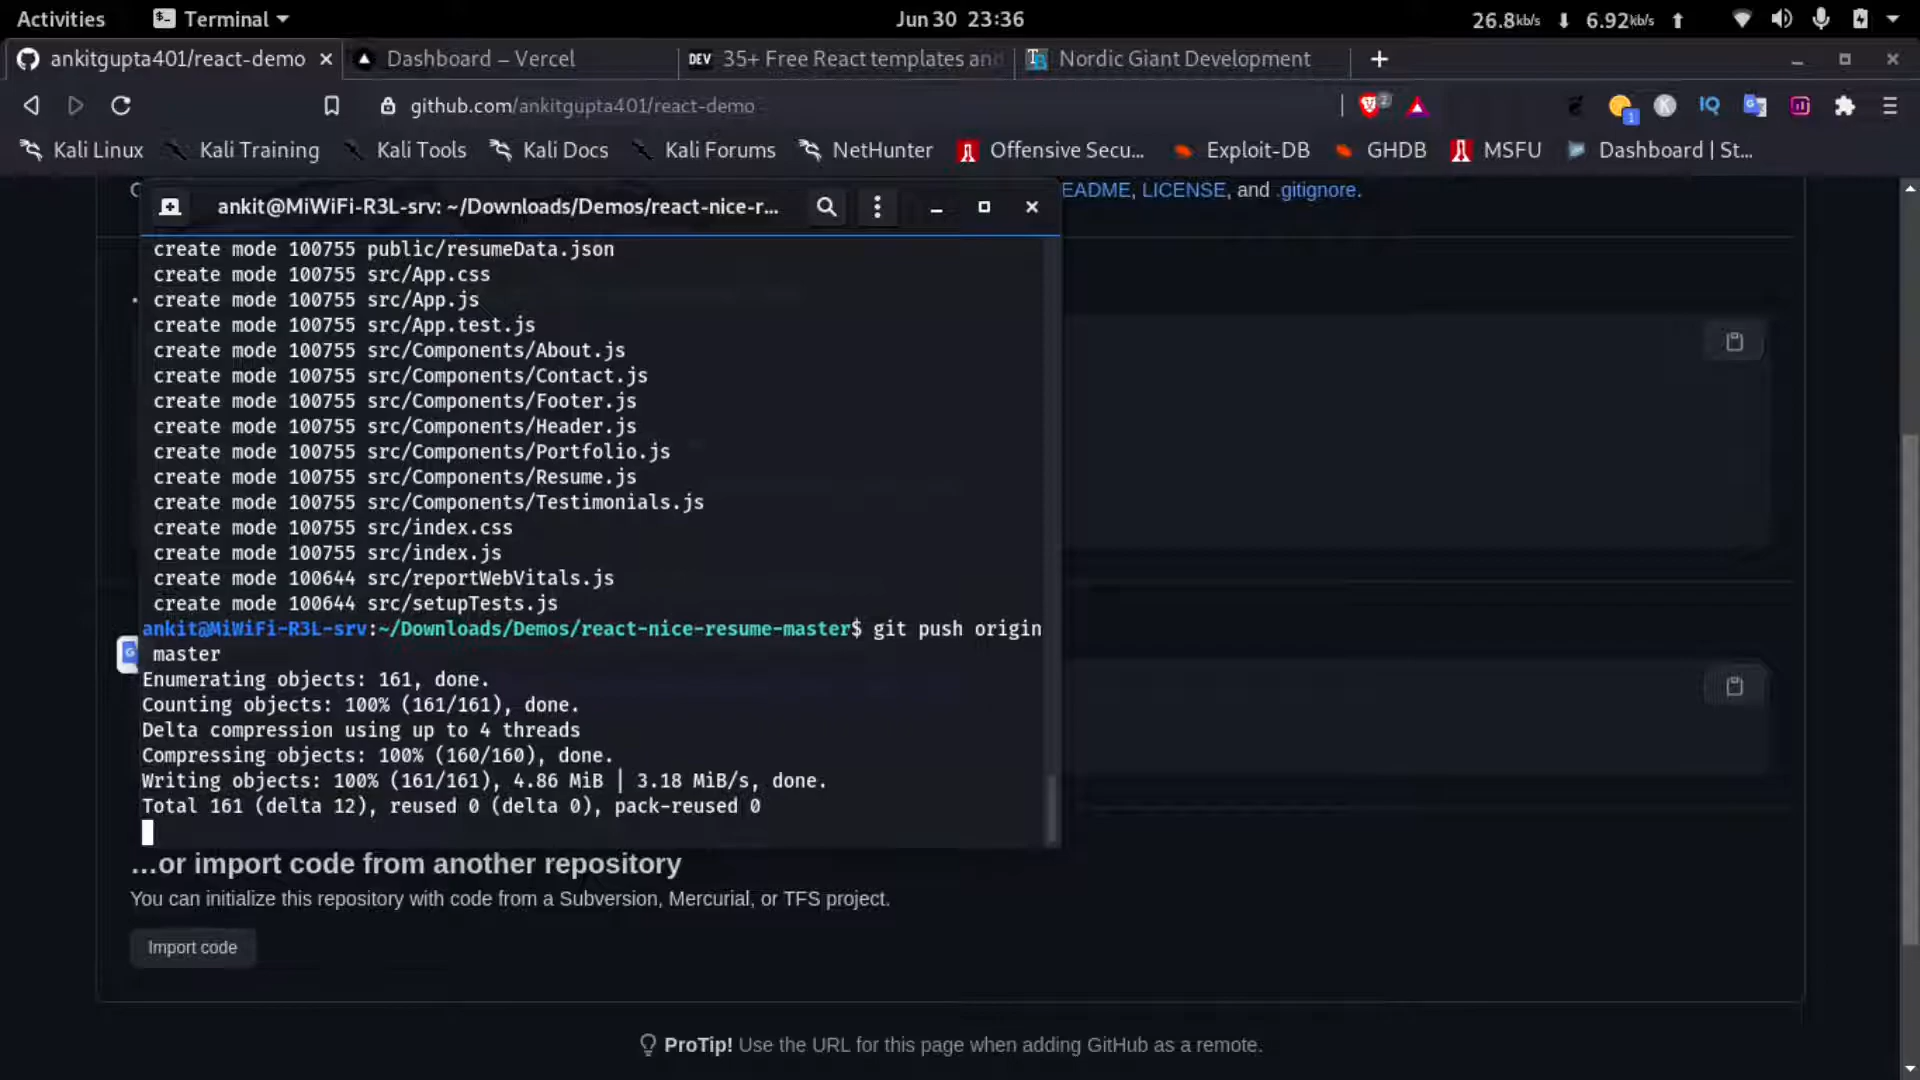 Activities
Terminal
Jun 30 23:36
26.8kb/s
6.92kb/s
ankitgupta401/react-demo
Dashboard – Vercel
DEV
35+ Free React templates and
Nordic Giant Development
github.com/ankitgupta401/react-demo
2
1
K
IQ
Kali Linux
Kali Training
Kali Tools
Kali Docs
Kali Forums
NetHunter
Offensive Secu...
Exploit-DB
GHDB
MSFU
Dashboard | St...
EADME, LICENSE, and .gitignore.
ankit@MiWiFi-R3L-srv: ~/Downloads/Demos/react-nice-r...
create mode 100755 public/resumeData.json
create mode 100755 src/App.css
create mode 100755 src/App.js
create mode 100755 src/App.test.js
create mode 100755 src/Components/About.js
create mode 100755 src/Components/Contact.js
create mode 100755 src/Components/Footer.js
create mode 100755 src/Components/Header.js
create mode 100755 src/Components/Portfolio.js
create mode 100755 src/Components/Resume.js
create mode 100755 src/Components/Testimonials.js
create mode 100755 src/index.css
create mode 100755 src/index.js
create mode 100644 src/reportWebVitals.js
create mode 100644 src/setupTests.js
ankit@MiWiFi-R3L-srv:~/Downloads/Demos/react-nice-resume-master$ git push origin
master
Enumerating objects: 161, done.
Counting objects: 100% (161/161), done.
Delta compression using up to 4 threads
Compressing objects: 100% (160/160), done.
Writing objects: 100% (161/161), 4.86 MiB | 3.18 MiB/s, done.
Total 161 (delta 12), reused 0 (delta 0), pack-reused 0
…or import code from another repository
You can initialize this repository with code from a Subversion, Mercurial, or TFS project.
Import code
ProTip! Use the URL for this page when adding GitHub as a remote.